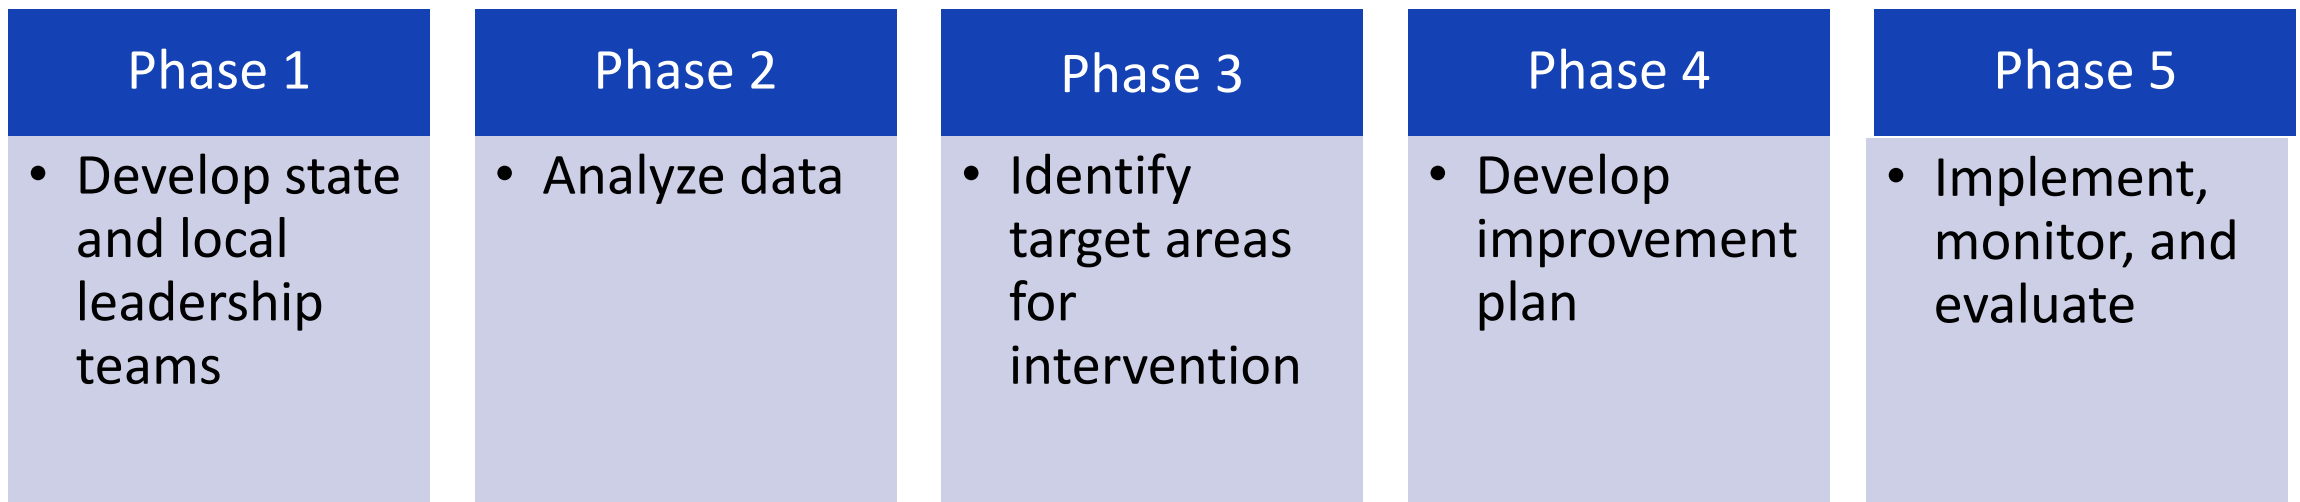 Phase 1
• Develop state
and local
leadership
teams
Phase 2
• Analyze data
Phase 3
• Identify
target areas
for
intervention
Phase 4
• Develop
improvement
plan
Phase 5
• Implement,
monitor, and
evaluate